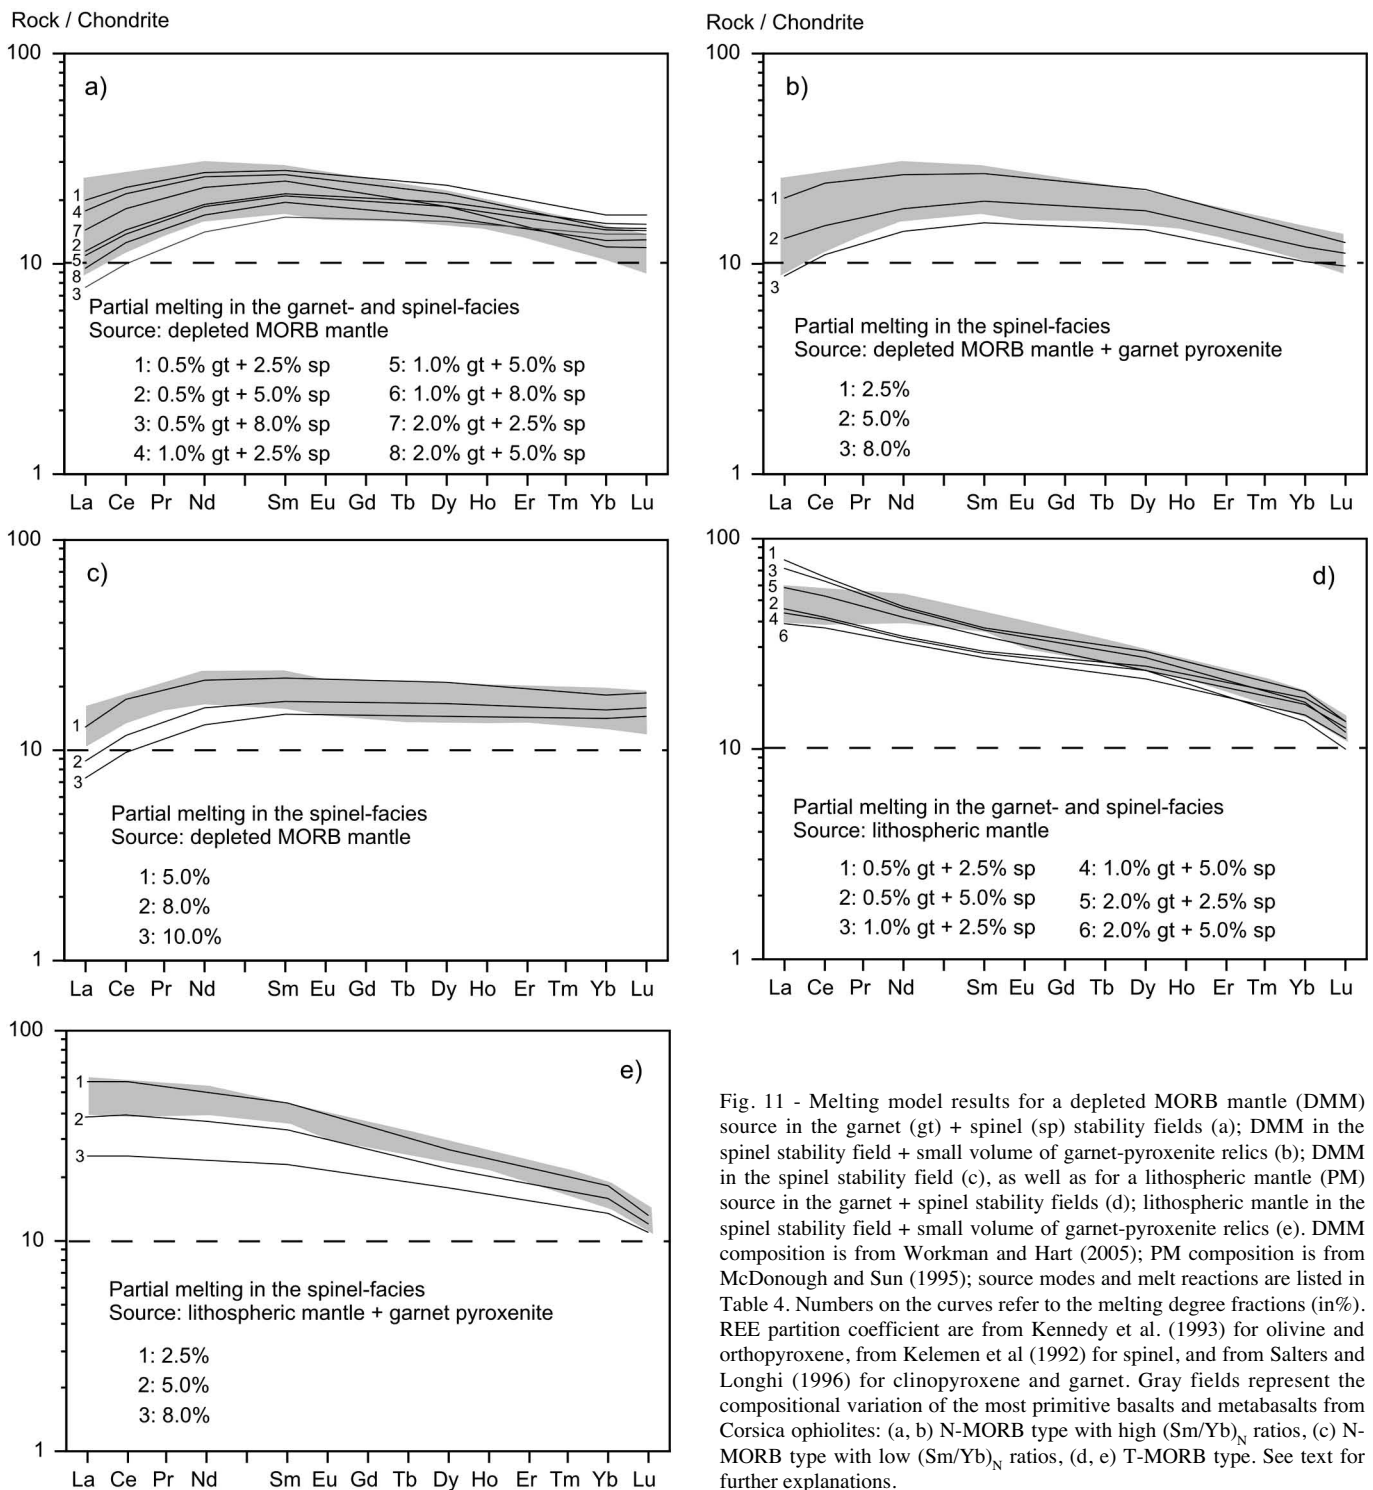 Rock / Chondrite
100
10
1
a)
1
4
7
2
5
8
3
Partial melting in the garnet- and spinel-facies
Source: depleted MORB mantle
1: 0.5% gt + 2.5% sp 5: 1.0% gt + 5.0% sp
2: 0.5% gt + 5.0% sp 6: 1.0% gt + 8.0% sp
3: 0.5% gt + 8.0% sp 7: 2.0% gt + 2.5% sp
4: 1.0% gt + 2.5% sp 8: 2.0% gt + 5.0% sp
La Ce Pr Nd Sm Eu Gd Tb Dy Ho Er Tm Yb Lu
Rock / Chondrite
100
10
1
b)
1
2
3
Partial melting in the spinel-facies
Source: depleted MORB mantle + garnet pyroxenite
1: 2.5%
2: 5.0%
3: 8.0%
La Ce Pr Nd Sm Eu Gd Tb Dy Ho Er Tm Yb Lu
100
10
1
c)
1
2
3
Partial melting in the spinel-facies
Source: depleted MORB mantle
1: 5.0%
2: 8.0%
3: 10.0%
La Ce Pr Nd Sm Eu Gd Tb Dy Ho Er Tm Yb Lu
100
10
1
d)
1
3
5
2
4
6
Partial melting in the garnet- and spinel-facies
Source: lithospheric mantle
1: 0.5% gt + 2.5% sp 4: 1.0% gt + 5.0% sp
2: 0.5% gt + 5.0% sp 5: 2.0% gt + 2.5% sp
3: 1.0% gt + 2.5% sp 6: 2.0% gt + 5.0% sp
La Ce Pr Nd Sm Eu Gd Tb Dy Ho Er Tm Yb Lu
100
10
1
e)
1
2
3
Partial melting in the spinel-facies
Source: lithospheric mantle + garnet pyroxenite
1: 2.5%
2: 5.0%
3: 8.0%
La Ce Pr Nd Sm Eu Gd Tb Dy Ho Er Tm Yb Lu
Fig. 11 - Melting model results for a depleted MORB mantle (DMM)
source in the garnet (gt) + spinel (sp) stability fields (a); DMM in the
spinel stability field + small volume of garnet-pyroxenite relics (b); DMM
in the spinel stability field (c), as well as for a lithospheric mantle (PM)
source in the garnet + spinel stability fields (d); lithospheric mantle in the
spinel stability field + small volume of garnet-pyroxenite relics (e). DMM
composition is from Workman and Hart (2005); PM composition is from
McDonough and Sun (1995); source modes and melt reactions are listed in
Table 4. Numbers on the curves refer to the melting degree fractions (in%).
REE partition coefficient are from Kennedy et al. (1993) for olivine and
orthopyroxene, from Kelemen et al (1992) for spinel, and from Salters and
Longhi (1996) for clinopyroxene and garnet. Gray fields represent the
compositional variation of the most primitive basalts and metabasalts from
Corsica ophiolites: (a, b) N-MORB type with high (Sm/Yb)N ratios, (c) N-
MORB type with low (Sm/Yb)N ratios, (d, e) T-MORB type. See text for
further explanations.